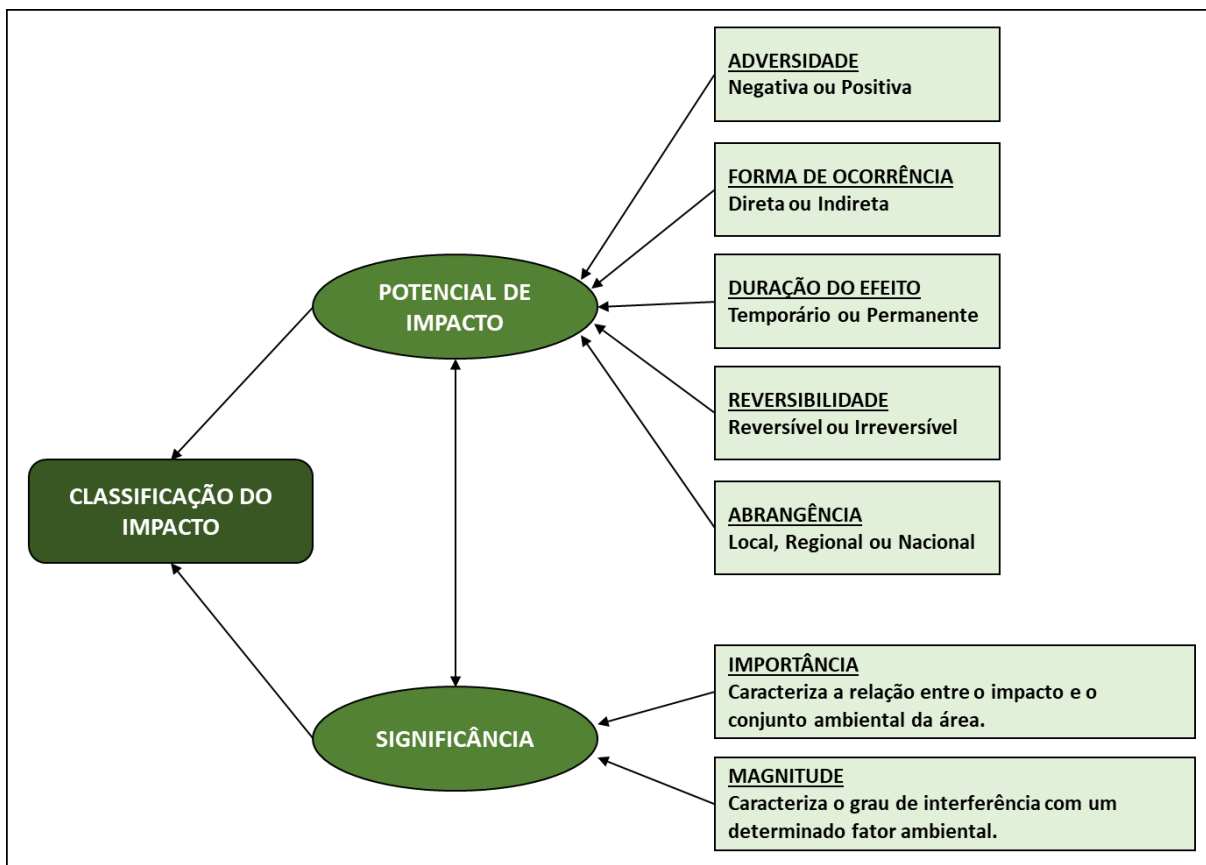 ADVERSIDADE
Negativa ou Positiva
FORMA DE OCORRÊNCIA
Direta ou Indireta
POTENCIAL DE
IMPACTO
DURAÇÃO DO EFEITO
Temporário ou Permanente
REVERSIBILIDADE
Reversível ou Irreversível
CLASSIFICAÇÃO DO
IMPACTO
ABRANGÊNCIA
Local, Regional ou Nacional
SIGNIFICÂNCIA
IMPORTÂNCIA
Caracteriza a relação entre o impacto e o
conjunto ambiental da área.
MAGNITUDE
Caracteriza o grau de interferência com um
determinado fator ambiental.